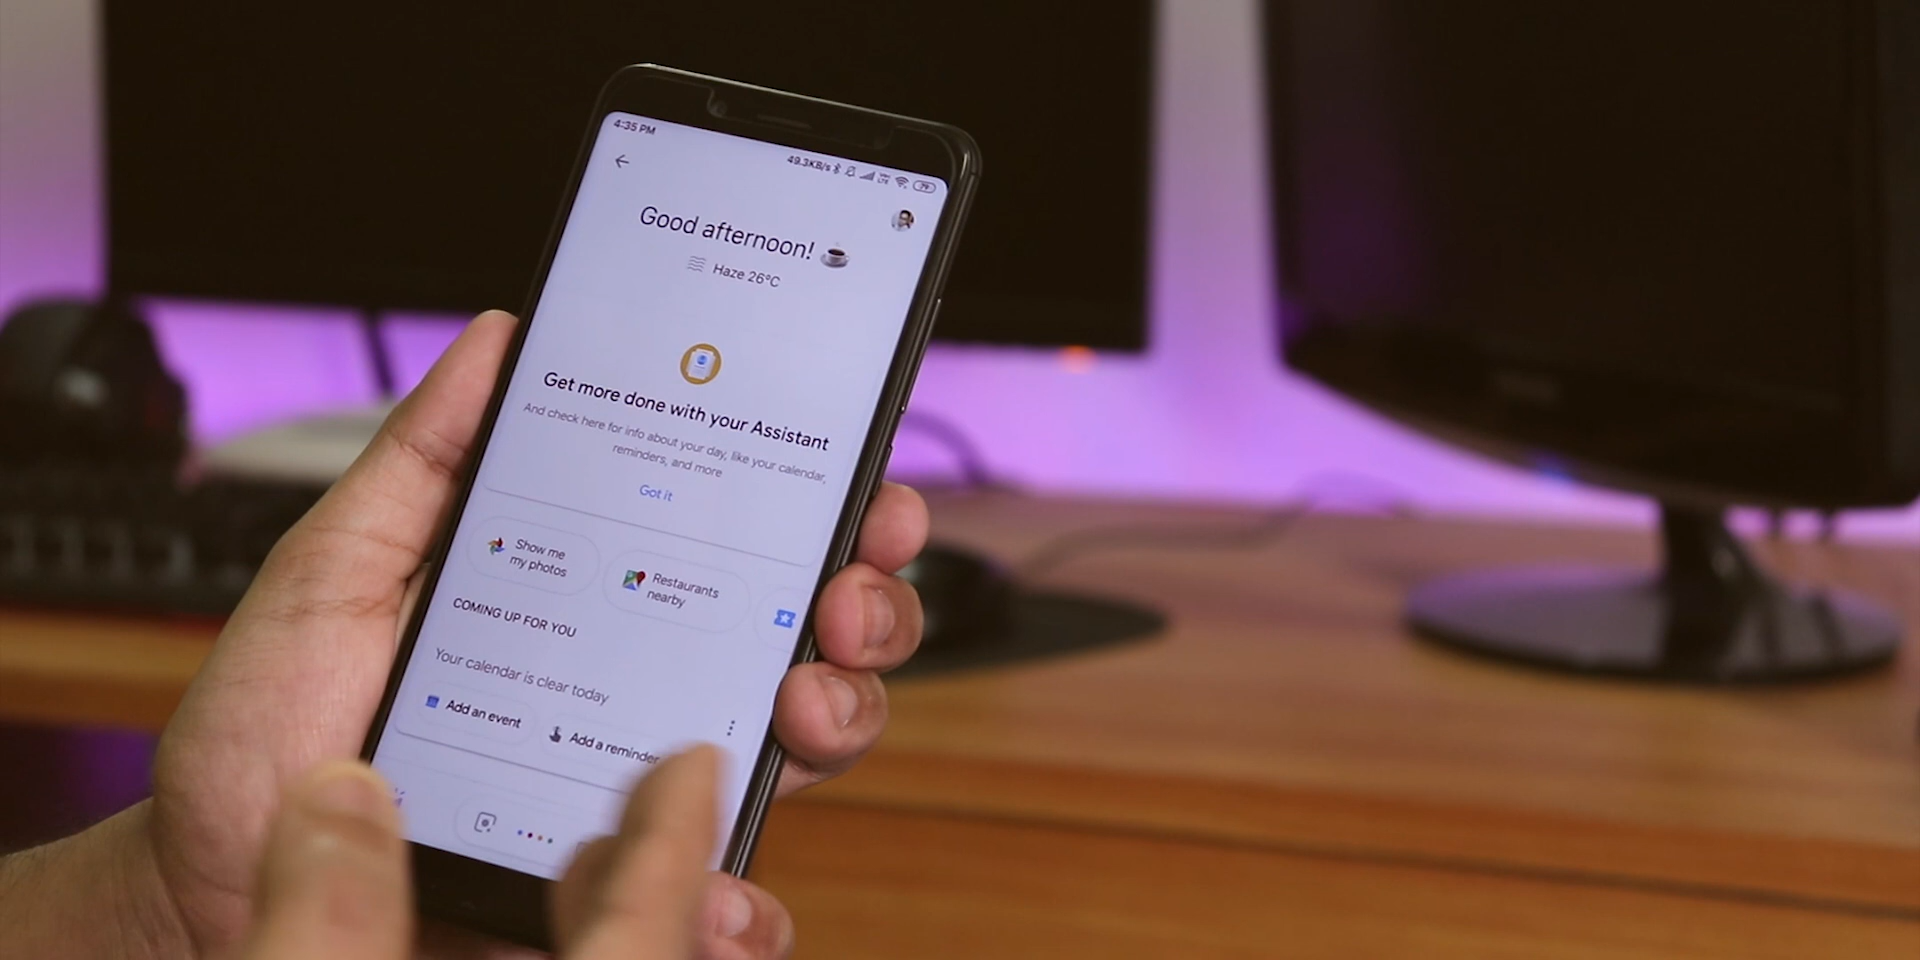 4:35 PM
49.3KB/s
VoLTE
79
Good afternoon!
Haze 26°C
Get more done with your Assistant
And check here for info about your day, like your calendar,
reminders, and more
Got it
Show me
my photos
Restaurants
nearby
COMING UP FOR YOU
Your calendar is clear today
Add an event
Add a reminder